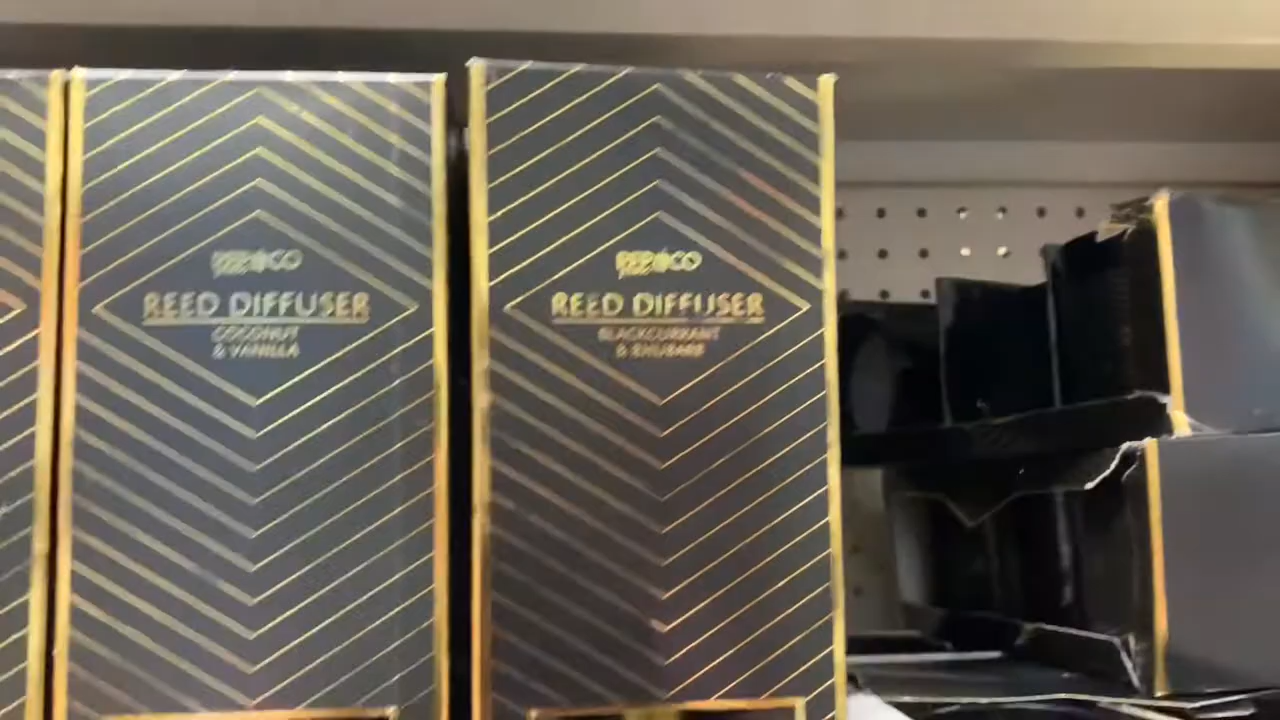 REED DIFFUSER
COCONUT
& VANILLA
REED DIFFUSER
BLACKCURRANT
& RHUBARB